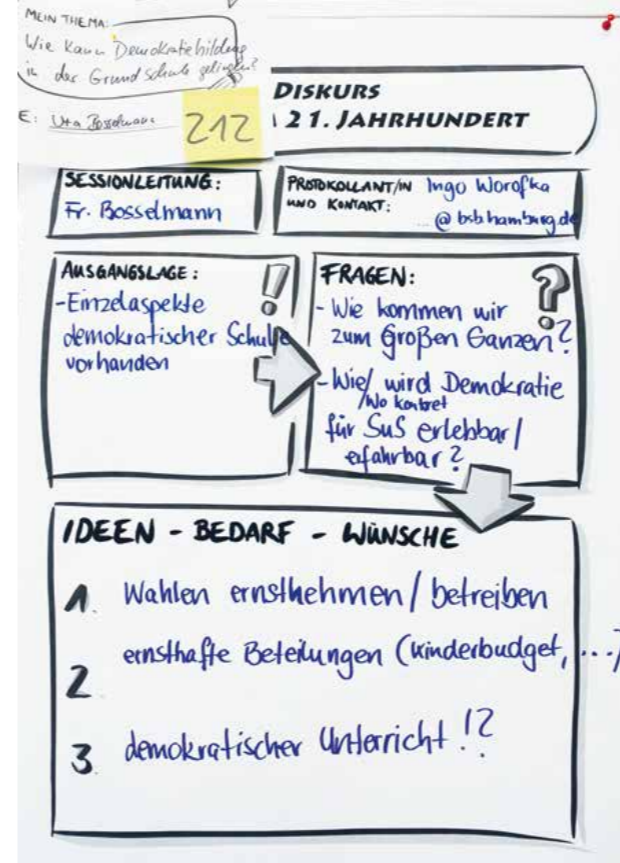 MEIN THEMA:
Wie kann Demokratiebildung
in der Grundschule gelingen?
E: Uta Bosselmann
212
DISKURS
21. JAHRHUNDERT
SESSIONLEITUNG:
Fr. Bosselmann
PROTOKOLLANT/IN Ingo Worofka
UND KONTAKT:
... @bsb.hamburg.de
AUSGANGSLAGE:
!
-Einzelaspekte
demokratischer Schule
vorhanden
FRAGEN:
?
- Wie kommen wir
zum Großen Ganzen?
-Wie/ wird Demokratie
/Wo konkret
für SuS erlebbar/
erfahrbar?
IDEEN - BEDARF - WÜNSCHE
1. Wahlen ernstnehmen/betreiben
2 ernsthafte Beteilungen (Kinderbudget, ...)
3. demokratischer Unterricht!?